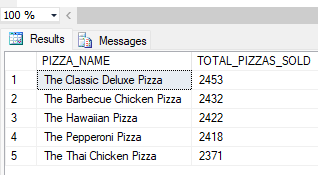 100 %
Results Messages
PIZZA_NAME TOTAL_PIZZAS_SOLD
1 The Classic Deluxe Pizza 2453
2 The Barbecue Chicken Pizza 2432
3 The Hawaiian Pizza 2422
4 The Pepperoni Pizza 2418
5 The Thai Chicken Pizza 2371